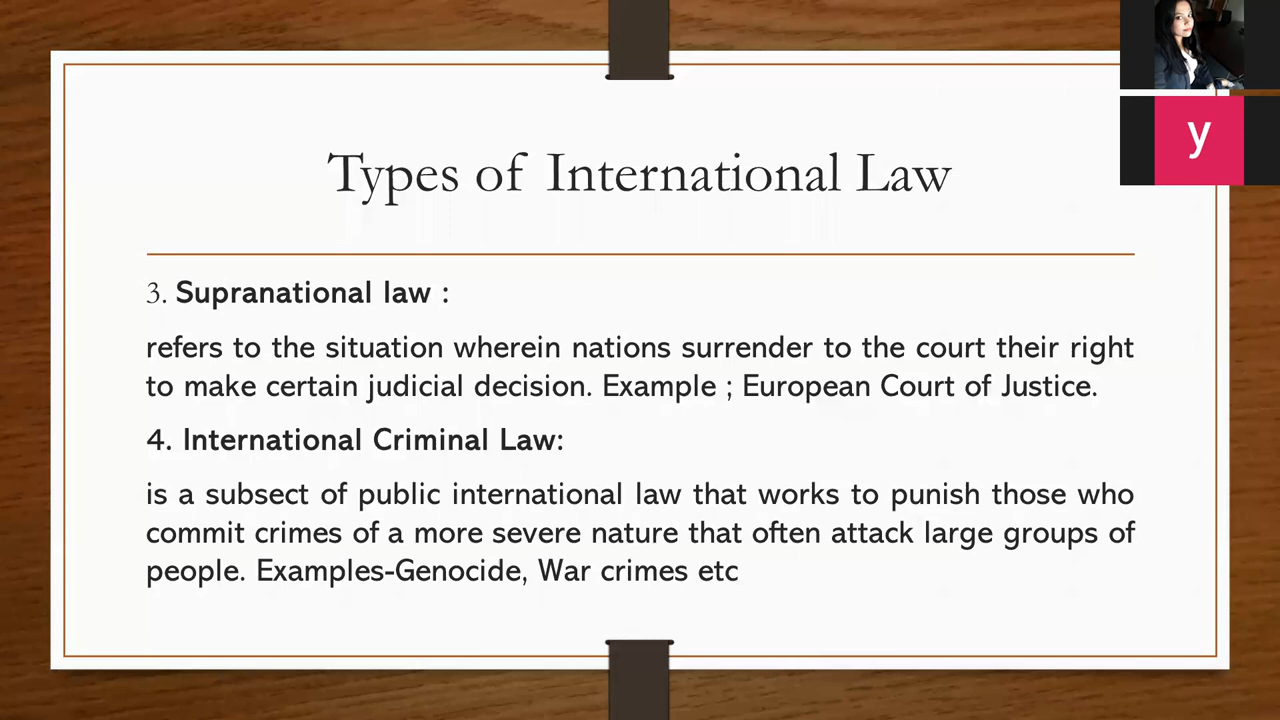 Types of International Law
y
3. Supranational law :
refers to the situation wherein nations surrender to the court their right
to make certain judicial decision. Example ; European Court of Justice.
4. International Criminal Law:
is a subsect of public international law that works to punish those who
commit crimes of a more severe nature that often attack large groups of
people. Examples-Genocide, War crimes etc